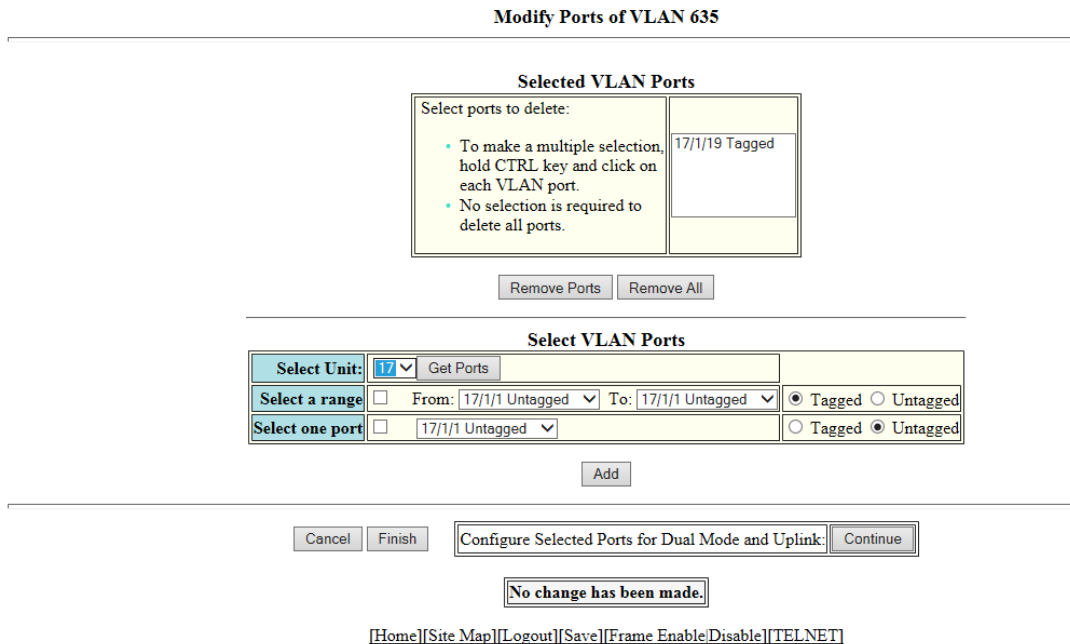 Modify Ports of VLAN 635
Selected VLAN Ports
Select ports to delete:
• To make a multiple selection,
hold CTRL key and click on
each VLAN port.
• No selection is required to
delete all ports.
17/1/19 Tagged
Remove Ports Remove All
Select VLAN Ports
Select Unit: 17 Get Ports
Select a range From: 17/1/1 Untagged To: 17/1/1 Untagged Tagged Untagged
Select one port 17/1/1 Untagged Tagged Untagged
Add
Cancel Finish Configure Selected Ports for Dual Mode and Uplink: Continue
No change has been made.
[Home][Site Map][Logout][Save][Frame Enable|Disable][TELNET]